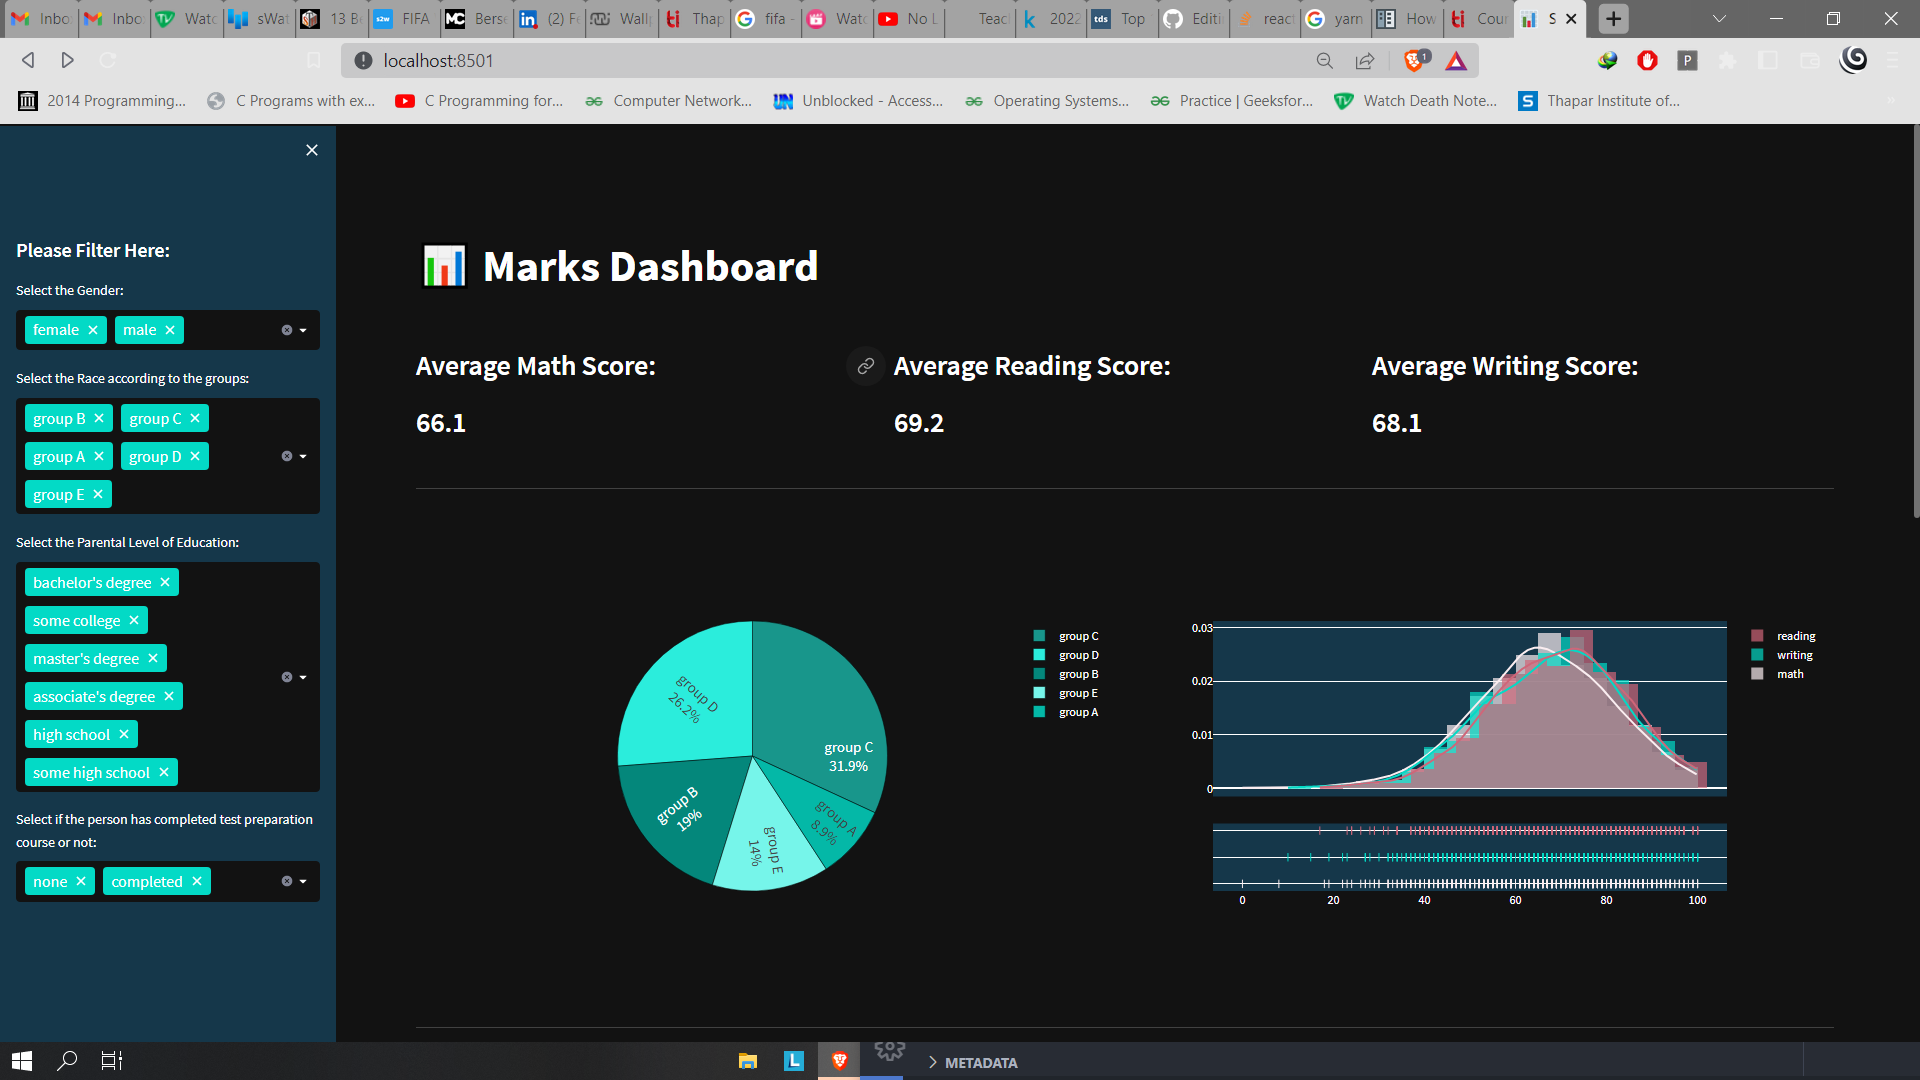 Inbo
Inbo
Watc
sWat
13 Be
FIFA
Berse
(2) Fe
Wallp
Thap
fifa -
Watc
No L
Teac
2022
Top
Editi
react
yarn
How
Cour
S
localhost:8501
2014 Programming...
C Programs with ex...
C Programming for...
Computer Network...
Unblocked - Access...
Operating Systems...
Practice | Geeksfor...
Watch Death Note...
Thapar Institute of...
Please Filter Here:
Select the Gender:
female
male
Select the Race according to the groups:
group B
group C
group A
group D
group E
Select the Parental Level of Education:
bachelor's degree
some college
master's degree
associate's degree
high school
some high school
Select if the person has completed test preparation
course or not:
none
completed
Marks Dashboard
Average Math Score:
66.1
Average Reading Score:
69.2
Average Writing Score:
68.1
group D
26.2%
group C
31.9%
group B
19%
group E
14%
group A
8.9%
group C
group D
group B
group E
group A
0.03
0.02
0.01
0
0
20
40
60
80
100
reading
writing
math
METADATA